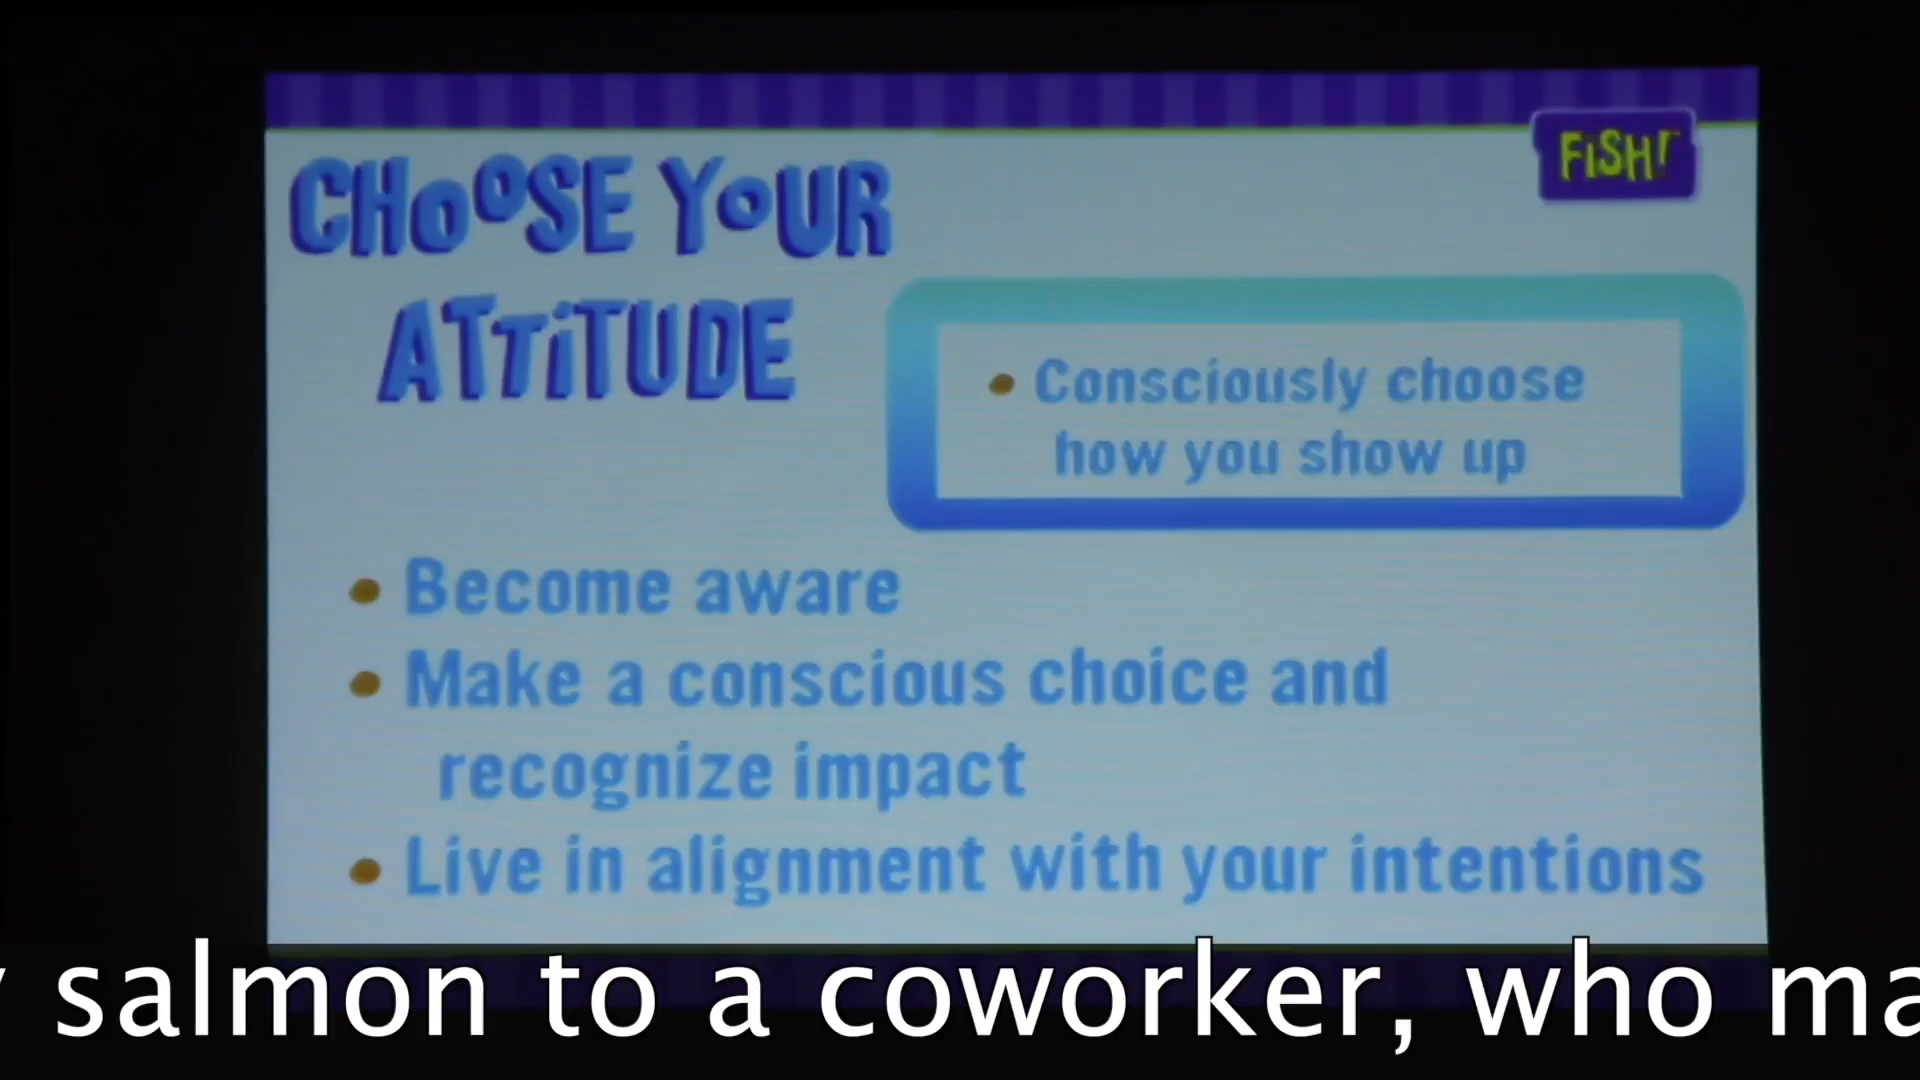 FiSH!
CHOOSE YOUR
ATTiTUDE
• Consciously choose
how you show up
• Become aware
• Make a conscious choice and
recognize impact
• Live in alignment with your intentions
salmon to a coworker, who